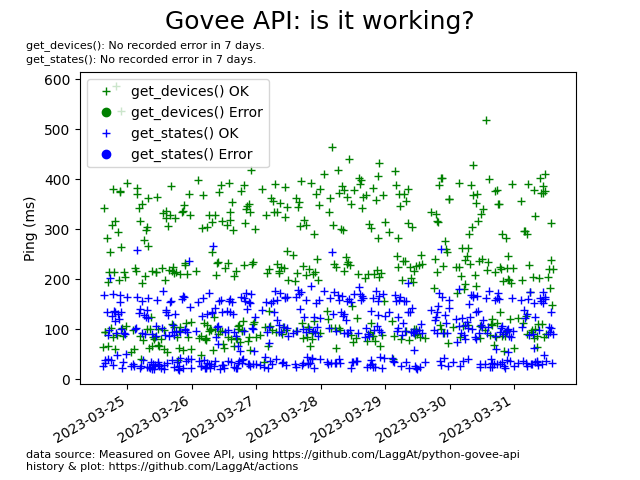 Govee API: is it working?
get_devices(): No recorded error in 7 days.
get_states(): No recorded error in 7 days.
600
500
400
300
200
100
0
Ping (ms)
get_devices() OK
get_devices() Error
get_states() OK
get_states() Error
2023-03-25
2023-03-26
2023-03-27
2023-03-28
2023-03-29
2023-03-30
2023-03-31
data source: Measured on Govee API, using https://github.com/LaggAt/python-govee-api
history & plot: https://github.com/LaggAt/actions